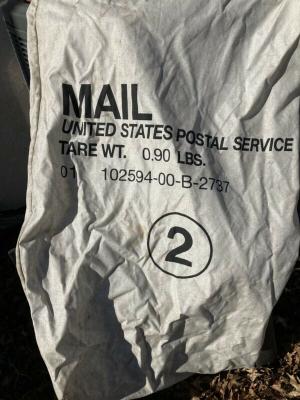 MAIL
UNITED STATES POSTAL SERVICE
TARE WT. 0.90 LBS.
01 102594-00-B-2737
2